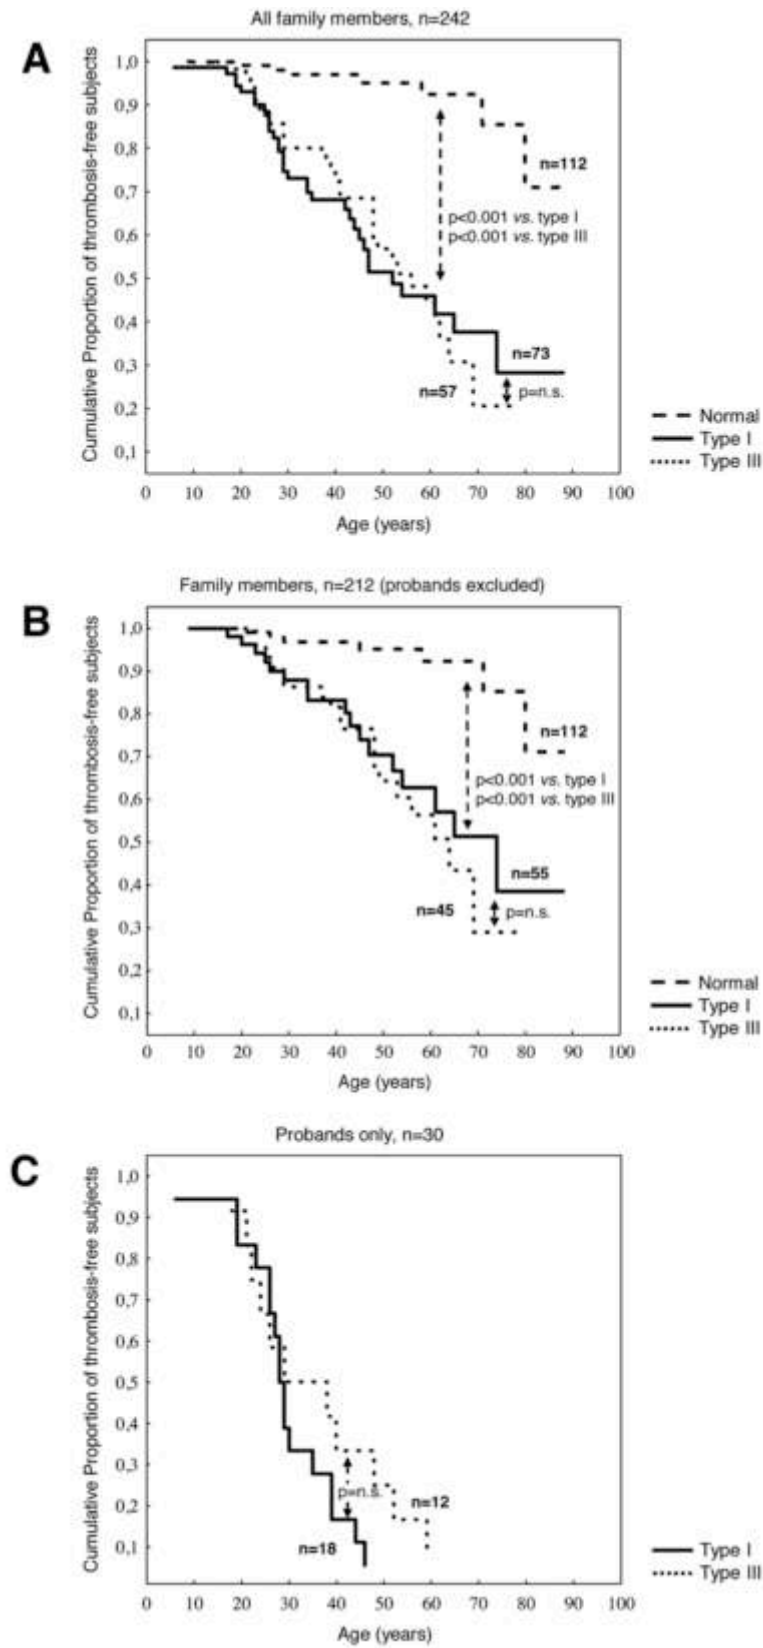 All family members, n=242
A
Cumulative Proportion of thrombosis-free subjects
1,0
0,9
0,8
0,7
0,6
0,5
0,4
0,3
0,2
0,1
n=112
p<0.001 vs. type I
p<0.001 vs. type III
n=73
n=57
p=n.s.
0 10 20 30 40 50 60 70 80 90 100
Age (years)
Normal
Type I
Type III
Family members, n=212 (probands excluded)
B
Cumulative Proportion of thrombosis-free subjects
1,0
0,9
0,8
0,7
0,6
0,5
0,4
0,3
0,2
0,1
n=112
p<0.001 vs. type I
p<0.001 vs. type III
n=55
n=45
p=n.s.
0 10 20 30 40 50 60 70 80 90 100
Age (years)
Normal
Type I
Type III
Probands only, n=30
C
Cumulative Proportion of thrombosis-free subjects
1,0
0,9
0,8
0,7
0,6
0,5
0,4
0,3
0,2
0,1
p=n.s.
n=12
n=18
0 10 20 30 40 50 60 70 80 90 100
Age (years)
Type I
Type III